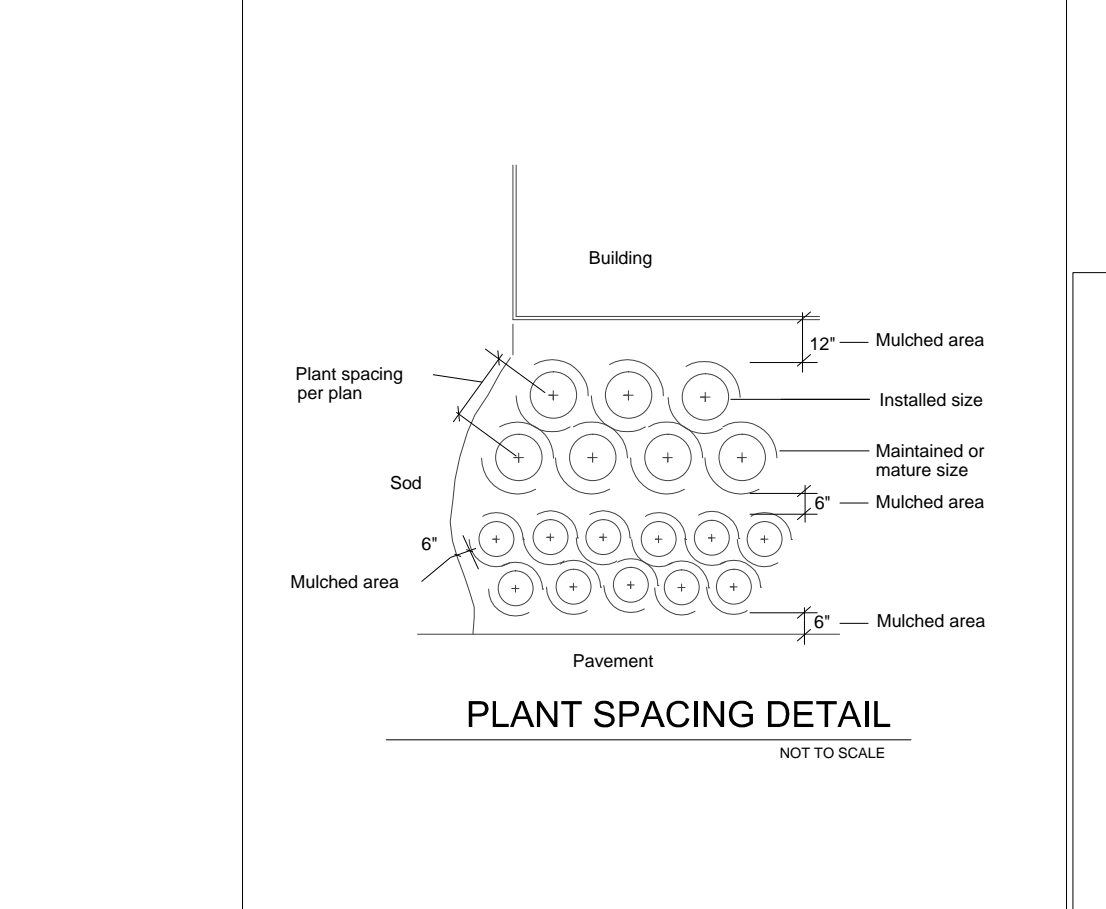 Building
12"
Mulched area
Plant spacing
per plan
Installed size
Maintained or
mature size
Sod
6"
Mulched area
6"
Mulched area
6"
Mulched area
Pavement
PLANT SPACING DETAIL
NOT TO SCALE